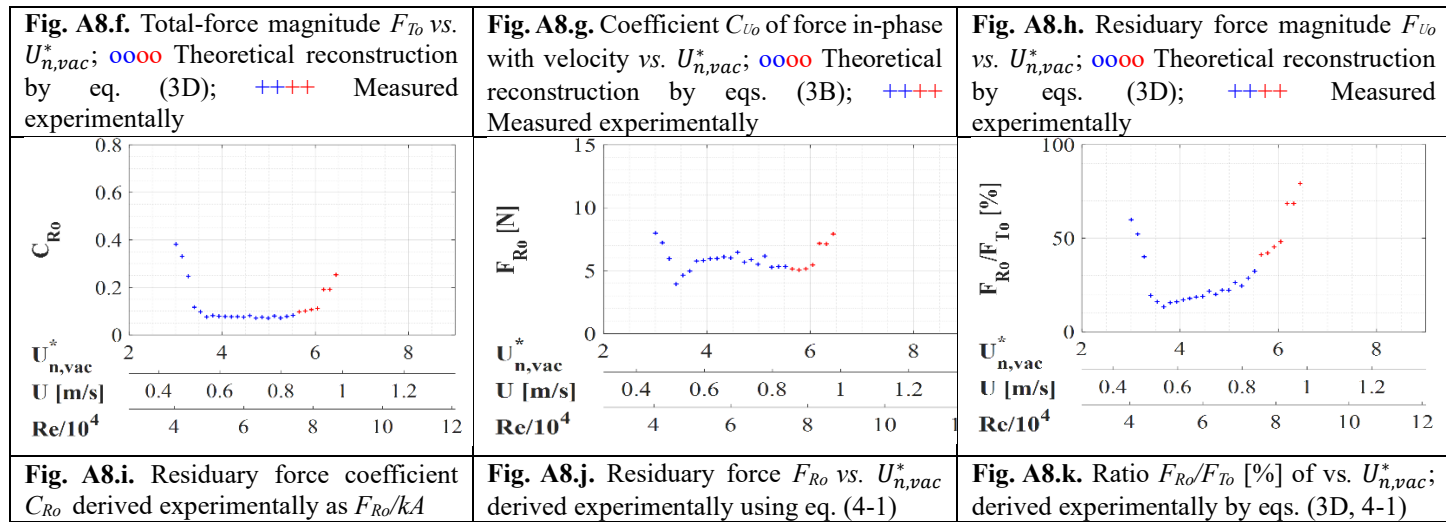 Fig. A8.f. Total-force magnitude F_To vs.
U*_n,vac; oooo Theoretical reconstruction
by eq. (3D); ++++ Measured
experimentally
Fig. A8.g. Coefficient C_Uo of force in-phase
with velocity vs. U*_n,vac; oooo Theoretical
reconstruction by eqs. (3B); ++++
Measured experimentally
Fig. A8.h. Residuary force magnitude F_Uo
vs. U*_n,vac; oooo Theoretical reconstruction
by eqs. (3D); ++++ Measured
experimentally
C_Ro
0.8
0.6
0.4
0.2
0
2 4 6 8
U*_n,vac
U [m/s] 0.4 0.6 0.8 1 1.2
Re/10^4 4 6 8 10 12
F_Ro [N]
15
10
5
0
2 4 6 8
U*_n,vac
U [m/s] 0.4 0.6 0.8 1 1.2
Re/10^4 4 6 8 10
F_Ro/F_To [%]
100
50
0
2 4 6 8
U*_n,vac
U [m/s] 0.4 0.6 0.8 1 1.2
Re/10^4 4 6 8 10 12
Fig. A8.i. Residuary force coefficient
C_Ro derived experimentally as F_Ro/kA
Fig. A8.j. Residuary force F_Ro vs. U*_n,vac
derived experimentally using eq. (4-1)
Fig. A8.k. Ratio F_Ro/F_To [%] of vs. U*_n,vac;
derived experimentally by eqs. (3D, 4-1)